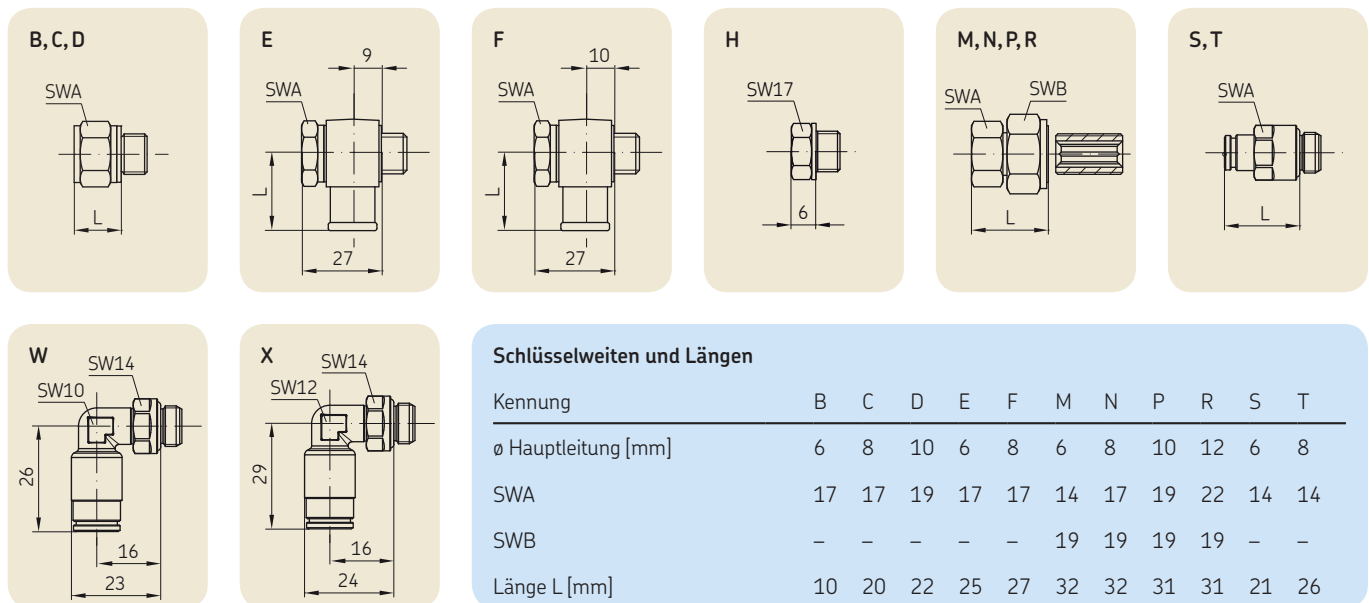 B, C, D
SWA
L
E
9
SWA
L
27
F
10
SWA
L
27
H
SW17
6
M, N, P, R
SWA
SWB
L
S, T
SWA
L
W
SW14
SW10
26
16
23
X
SW14
SW12
29
16
24
Schlüsselweiten und Längen
Kennung B C D E F M N P R S T
ø Hauptleitung [mm] 6 8 10 6 8 6 8 10 12 6 8
SWA 17 17 19 17 17 14 17 19 22 14 14
SWB – – – – – 19 19 19 19 – –
Länge L [mm] 10 20 22 25 27 32 32 31 31 21 26